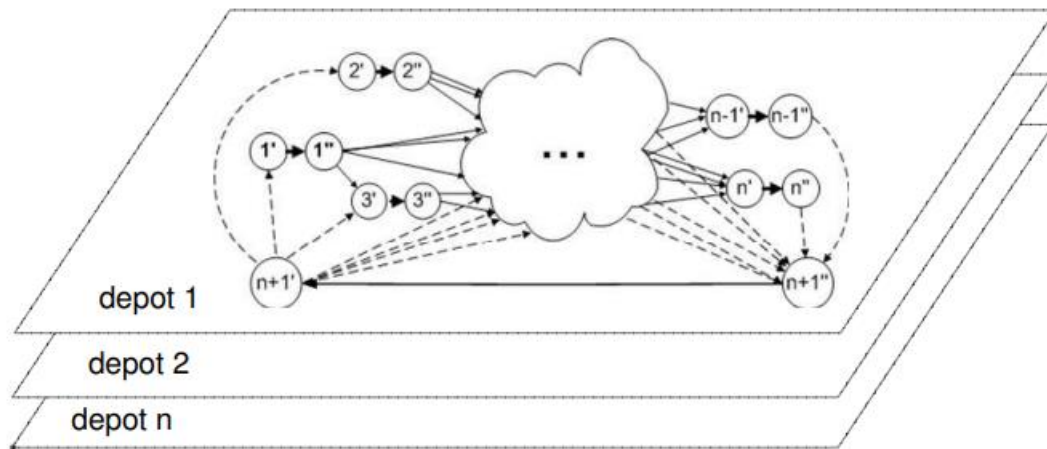 2' 2"
1' 1" ... n-1' n-1"
3' 3" n' n"
n+1' n+1"
depot 1
depot 2
depot n